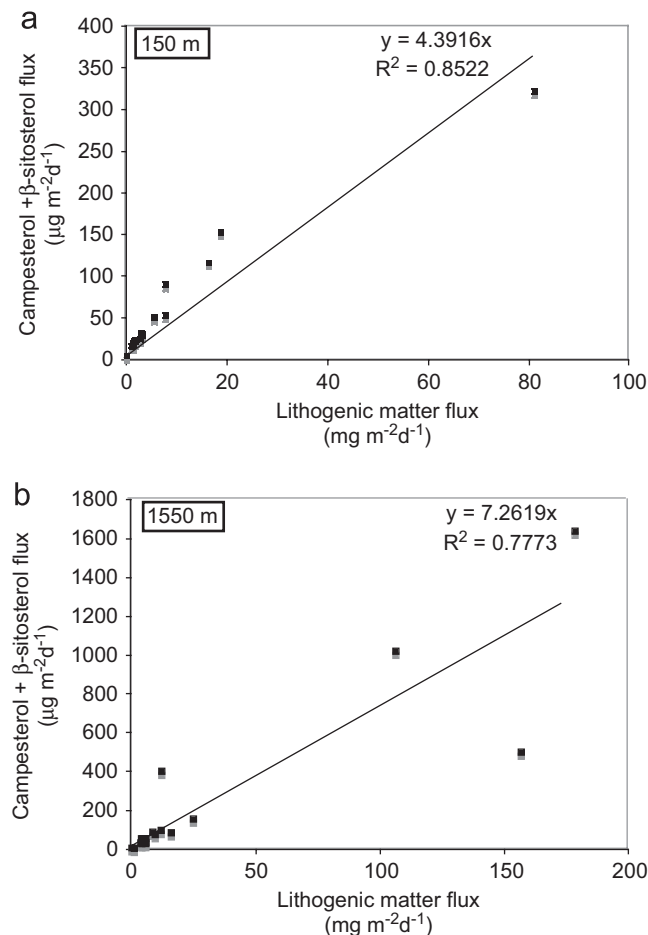 a
150 m
y = 4.3916x
R² = 0.8522
400
350
300
250
200
150
100
50
0
Campesterol +β-sitosterol flux
(μg m⁻²d⁻¹)
0 20 40 60 80 100
Lithogenic matter flux
(mg m⁻²d⁻¹)
b
1550 m
y = 7.2619x
R² = 0.7773
1800
1600
1400
1200
1000
800
600
400
200
0
Campesterol + β-sitosterol flux
(μg m⁻²d⁻¹)
0 50 100 150 200
Lithogenic matter flux
(mg m⁻²d⁻¹)